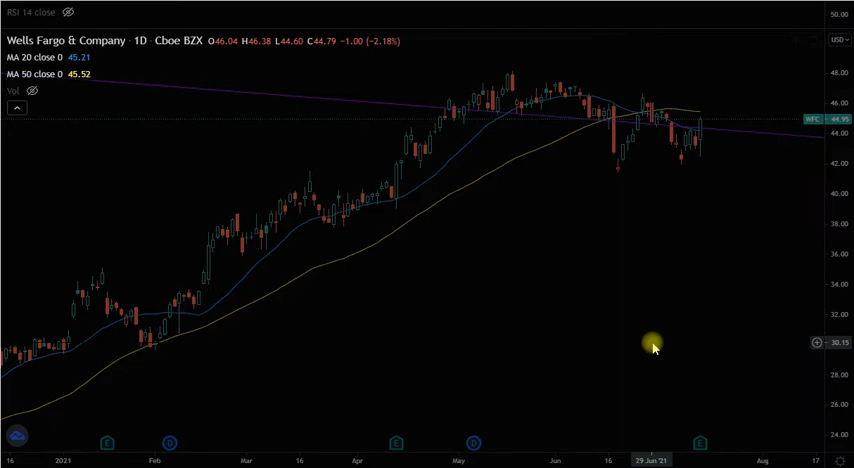 RSI 14 close
50.00
Wells Fargo & Company · 1D · Cboe BZX O46.04 H46.38 L44.60 C44.79 −1.00 (−2.18%)
USD
MA 20 close 0 45.21
48.00
MA 50 close 0 45.52
Vol
46.00
WFC 44.95
44.00
42.00
40.00
38.00
36.00
34.00
32.00
30.15
28.00
26.00
E D E D E
24.00
16 2021 Feb Mar 16 Apr May Jun 16 29 Jun '21 Aug 17